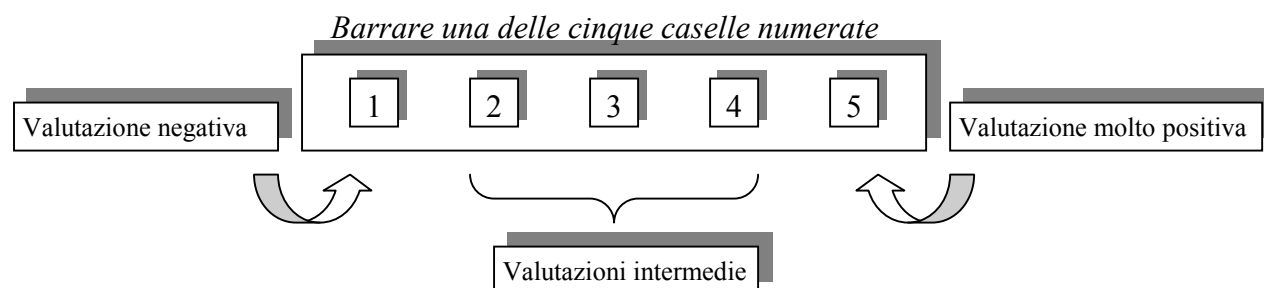 Barrare una delle cinque caselle numerate
1 2 3 4 5
Valutazione negativa
Valutazione molto positiva
Valutazioni intermedie